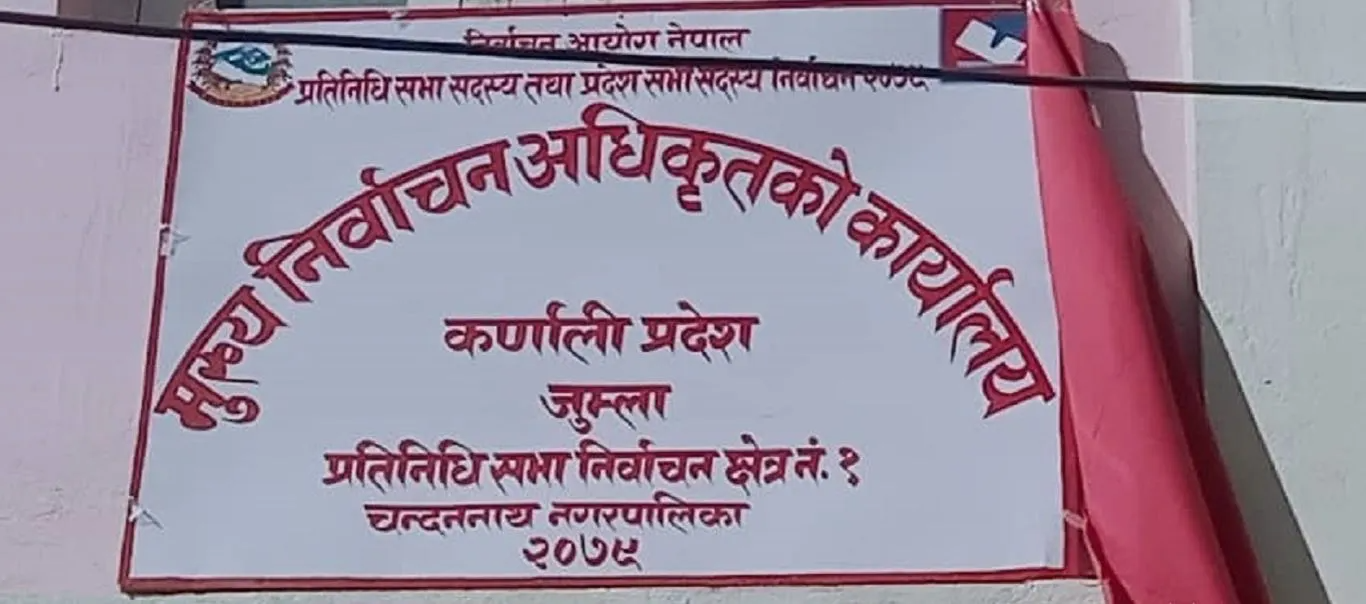 निर्वाचन आयोग नेपाल
प्रतिनिधि सभा सदस्य तथा प्रदेश सभा सदस्य निर्वाचन २०७९
मुख्य निर्वाचन अधिकृतको कार्यालय
कर्णाली प्रदेश
जुम्ला
प्रतिनिधि सभा निर्वाचन क्षेत्र नं. १
चन्दननाथ नगरपालिका
२०७९